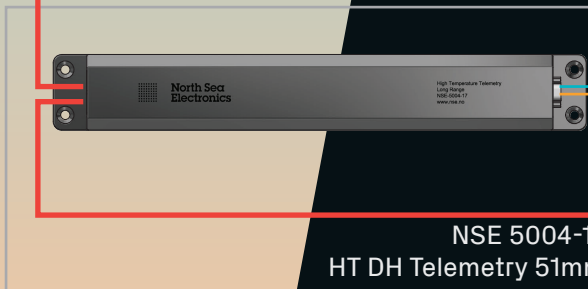 North Sea
Electronics
High Temperature Telemetry
Long Range
NSE-5004-17
www.nse.no
NSE 5004-1
HT DH Telemetry 51m